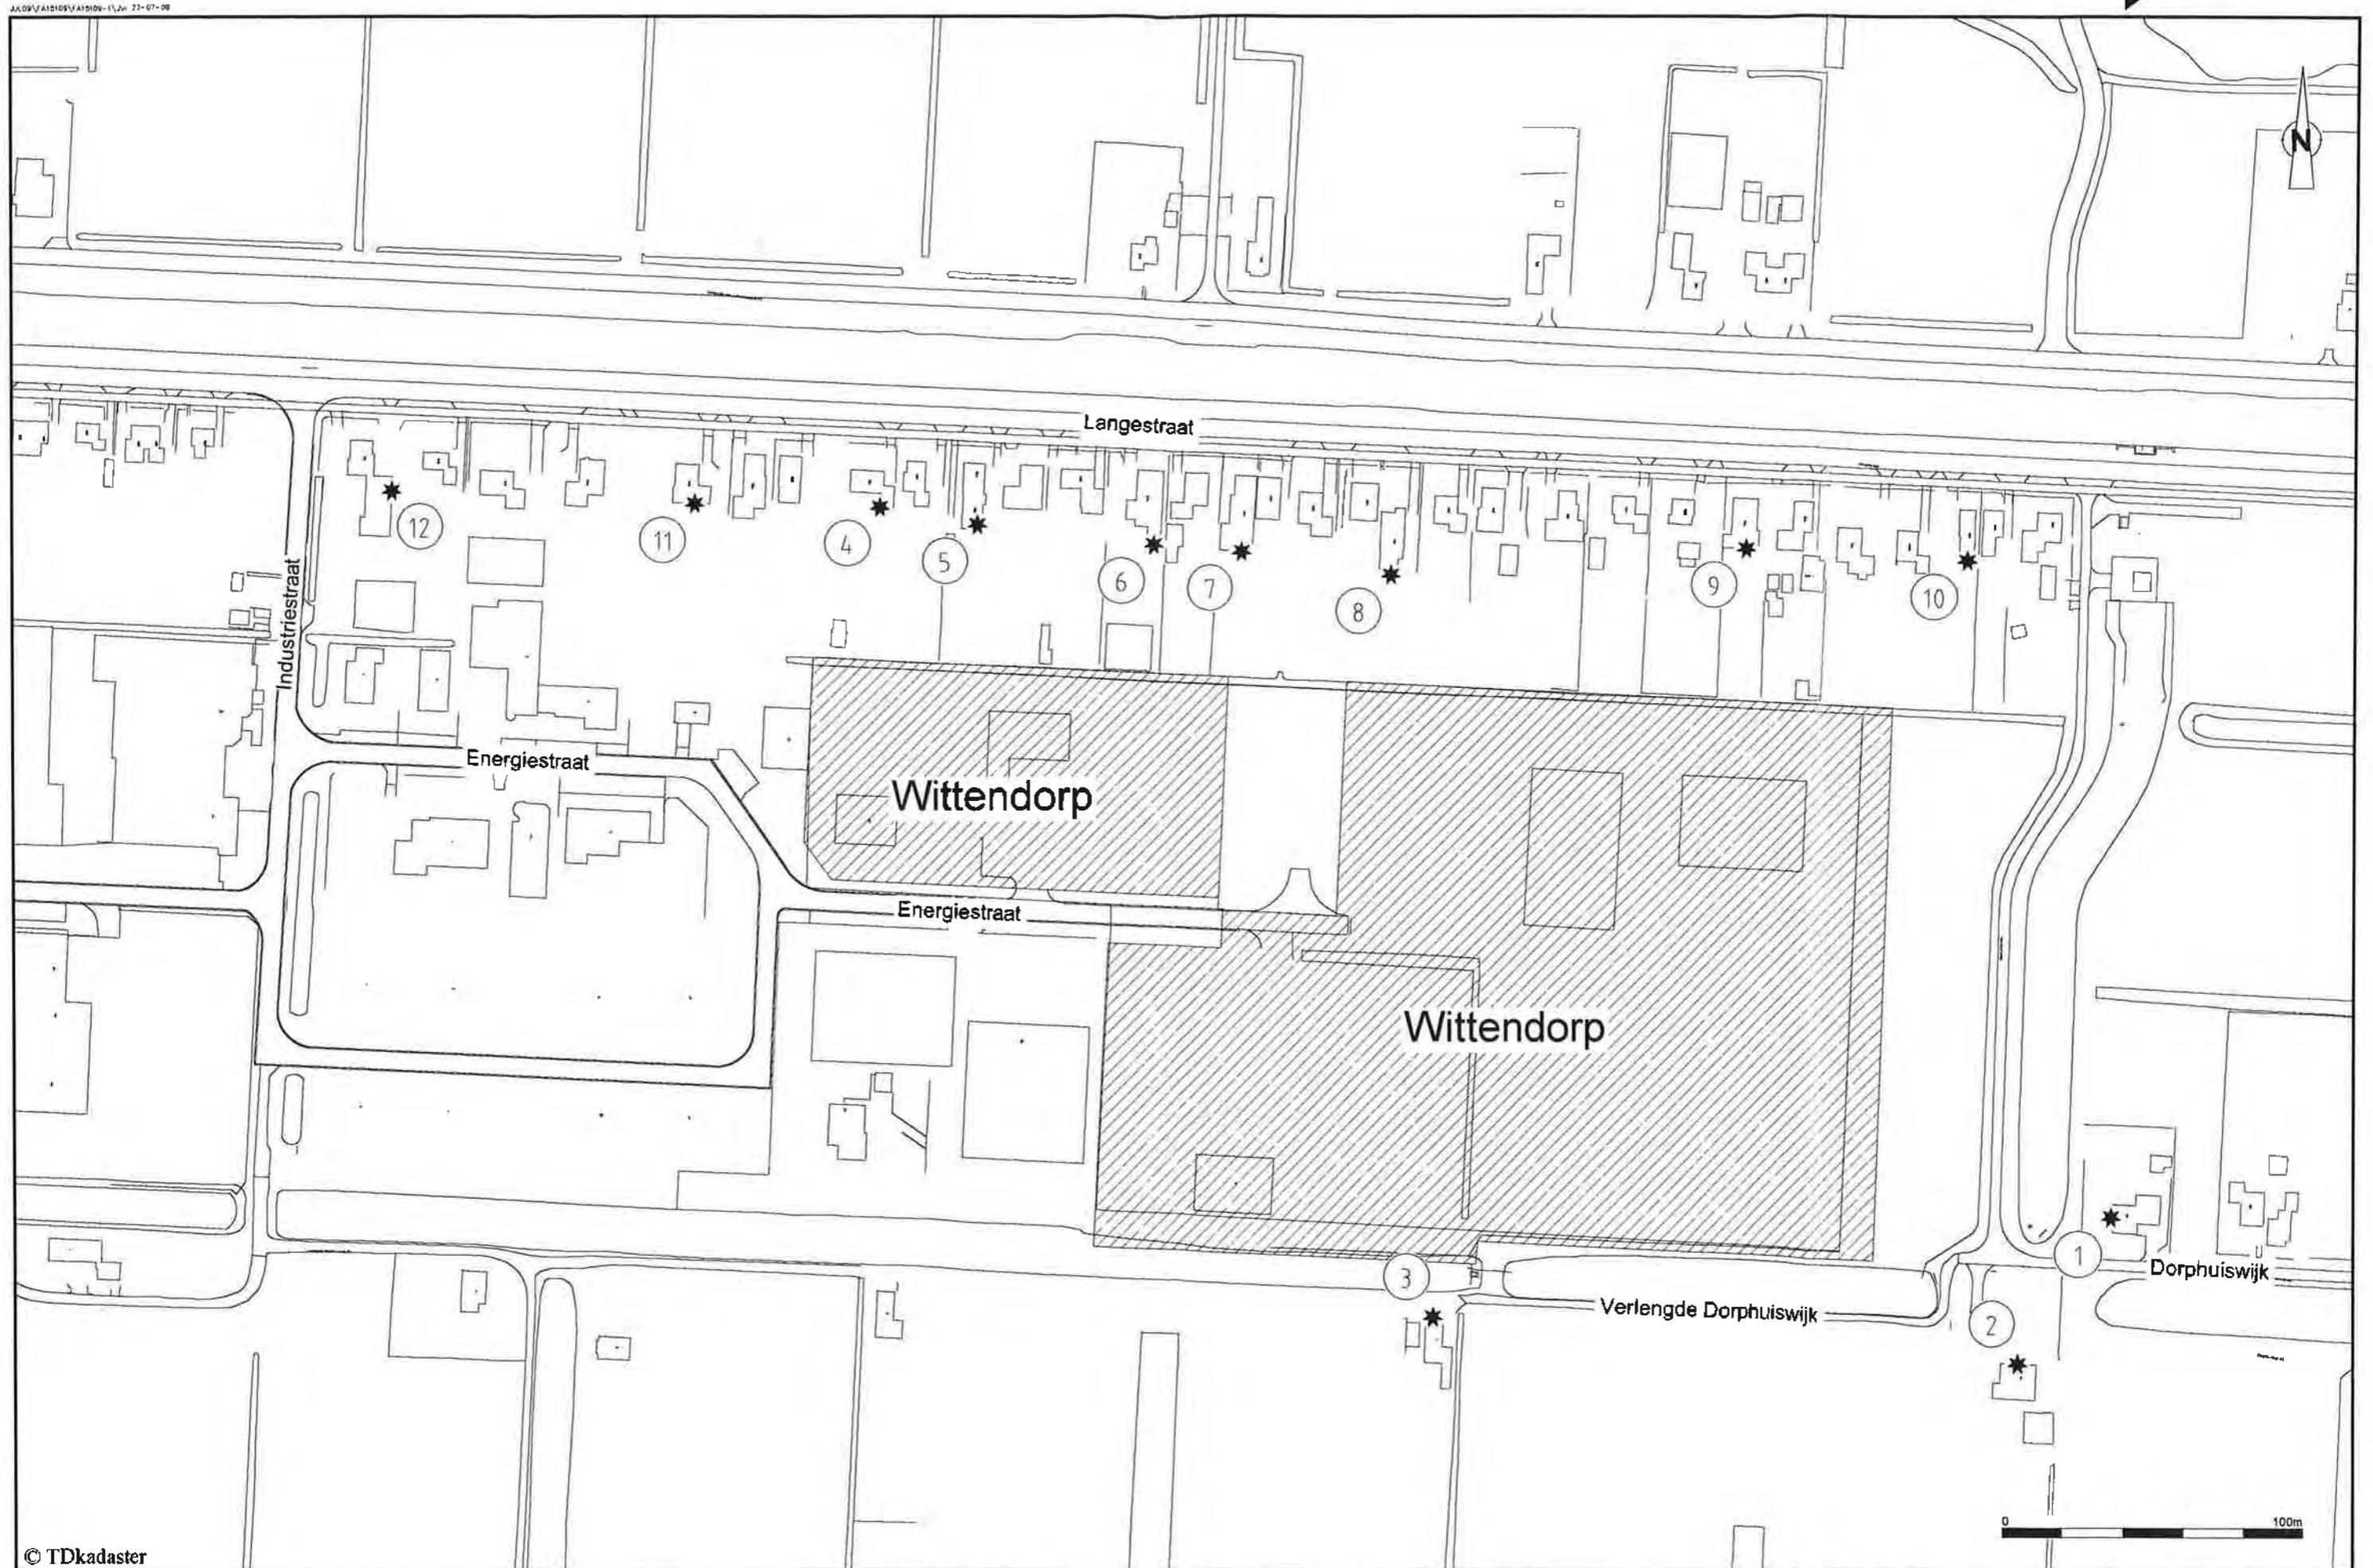 N
Langestraat
12
11
4
5
6
7
8
9
10
Industriestraat
Energiestraat
Wittendorp
Energiestraat
Wittendorp
1
Dorphuiswijk
3
Verlengde Dorphuiswijk
2
0 100m
© TDkadaster